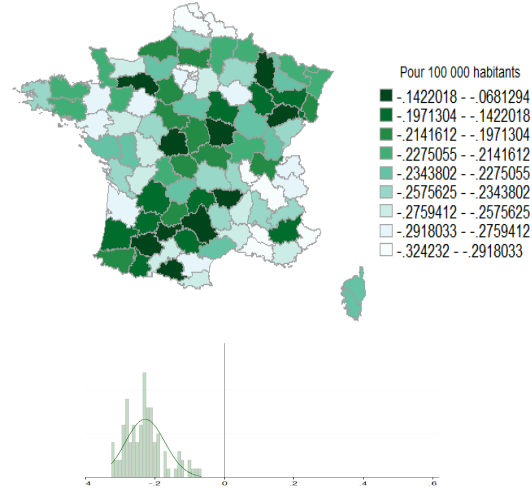 Pour 100 000 habitants
-.1422018 - -.0681294
-.1971304 - -.1422018
-.2141612 - -.1971304
-.2275055 - -.2141612
-.2343802 - -.2275055
-.2575625 - -.2343802
-.2759412 - -.2575625
-.2918033 - -.2759412
-.324232 - -.2918033
.4 -.2 0 .2 .4 .6